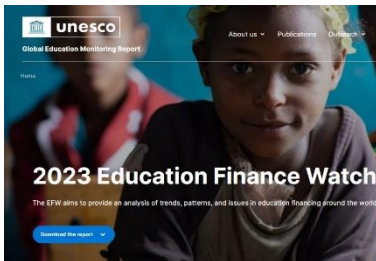 unesco
Global Education Monitoring Report
About us
Publications
Outreach
Home
2023 Education Finance Watch
The EFW aims to provide an analysis of trends, patterns, and issues in education financing around the world
Download the report